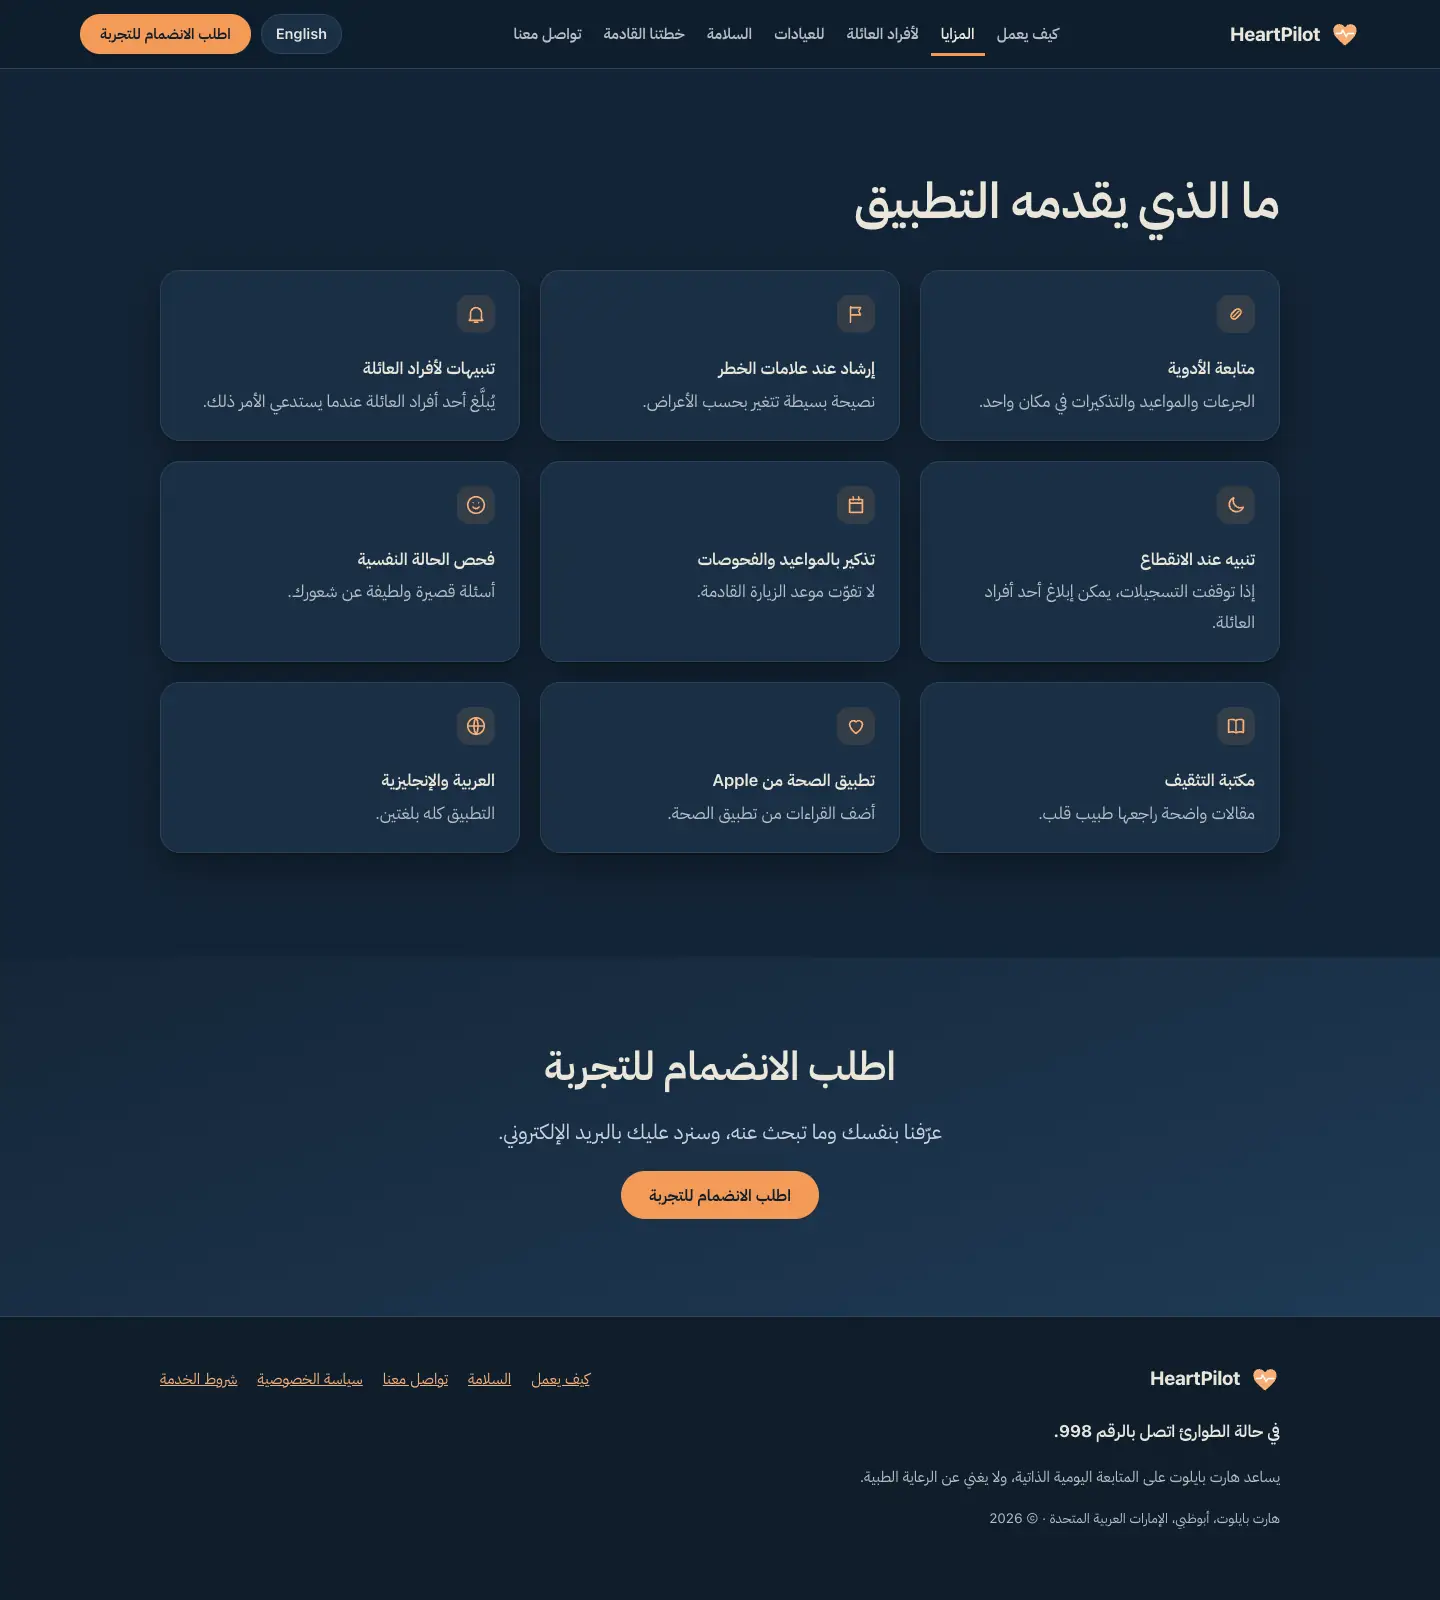 HeartPilot
كيف يعمل
المزايا
لأفراد العائلة
للعيادات
السلامة
خطتنا القادمة
تواصل معنا
English
اطلب الانضمام للتجربة
ما الذي يقدمه التطبيق
متابعة الأدوية
الجرعات والمواعيد والتذكيرات في مكان واحد.
إرشاد عند علامات الخطر
نصيحة بسيطة تتغير بحسب الأعراض.
تنبيهات لأفراد العائلة
يُبلَّغ أحد أفراد العائلة عندما يستدعي الأمر ذلك.
تنبيه عند الانقطاع
إذا توقفت التسجيلات، يمكن إبلاغ أحد أفراد
العائلة.
تذكير بالمواعيد والفحوصات
لا تفوّت موعد الزيارة القادمة.
فحص الحالة النفسية
أسئلة قصيرة ولطيفة عن شعورك.
مكتبة التثقيف
مقالات واضحة راجعها طبيب قلب.
تطبيق الصحة من Apple
أضف القراءات من تطبيق الصحة.
العربية والإنجليزية
التطبيق كله بلغتين.
اطلب الانضمام للتجربة
عرّفنا بنفسك وما تبحث عنه، وسنرد عليك بالبريد الإلكتروني.
اطلب الانضمام للتجربة
HeartPilot
في حالة الطوارئ اتصل بالرقم 998.
يساعد هارت بايلوت على المتابعة اليومية الذاتية، ولا يغني عن الرعاية الطبية.
هارت بايلوت، أبوظبي، الإمارات العربية المتحدة · © 2026
كيف يعمل
السلامة
تواصل معنا
سياسة الخصوصية
شروط الخدمة